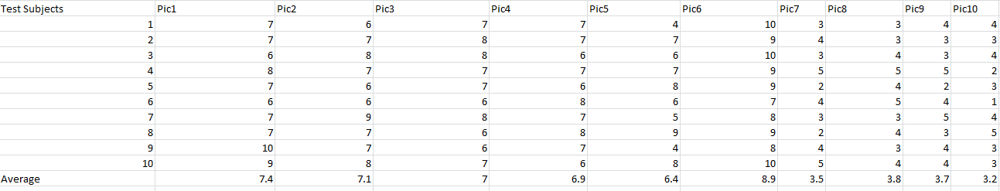 Test Subjects Pic1 Pic2 Pic3 Pic4 Pic5 Pic6 Pic7 Pic8 Pic9 Pic10
1 7 6 7 7 4 10 3 3 4 4
2 7 7 8 7 7 9 4 3 3 3
3 6 8 8 6 6 10 3 4 3 4
4 8 7 7 7 7 9 5 5 5 2
5 7 6 7 6 8 9 2 4 2 3
6 6 6 6 8 6 7 4 5 4 1
7 7 9 8 7 5 8 3 3 5 4
8 7 7 6 8 9 9 2 4 3 5
9 10 7 6 7 4 8 4 3 4 3
10 9 8 7 6 8 10 5 4 4 3
Average 7.4 7.1 7 6.9 6.4 8.9 3.5 3.8 3.7 3.2